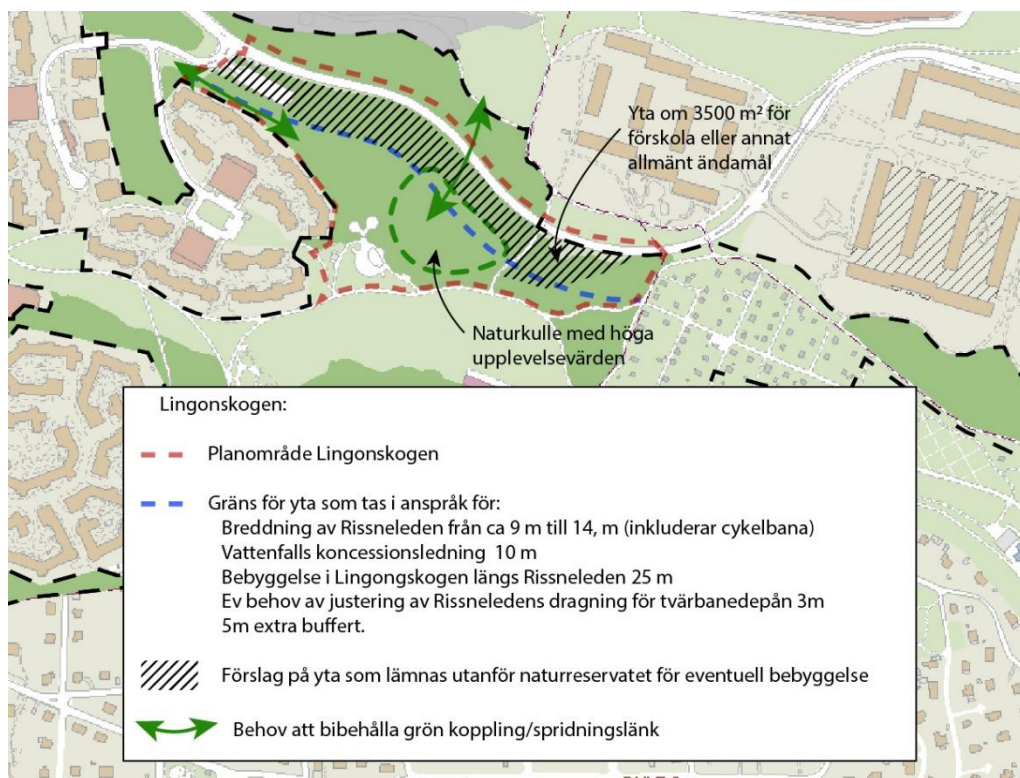 Yta om 3500 m² för
förskola eller annat
allmänt ändamål
Naturkulle med höga
upplevelsevärden
Lingonskogen:
Planområde Lingonskogen
Gräns för yta som tas i anspråk för:
Breddning av Rissneleden från ca 9 m till 14, m (inkluderar cykelbana)
Vattenfalls koncessionsledning 10 m
Bebyggelse i Lingongskogen längs Rissneleden 25 m
Ev behov av justering av Rissneledens dragning för tvärbanedepån 3m
5m extra buffert.
Förslag på yta som lämnas utanför naturreservatet för eventuell bebyggelse
Behov att bibehålla grön koppling/spridningslänk